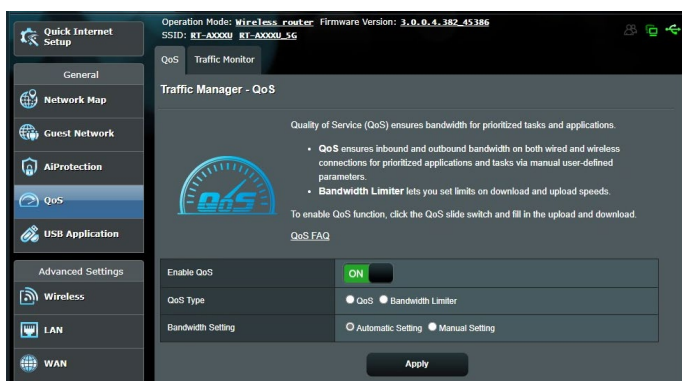 Quick Internet
Setup
Operation Mode: Wireless router Firmware Version: 3.0.0.4.382_45386
SSID: RT-AXXXU RT-AXXXU_5G
QoS Traffic Monitor
General
Network Map
Guest Network
AiProtection
QoS
USB Application
Advanced Settings
Wireless
LAN
WAN
Traffic Manager - QoS
QoS
Quality of Service (QoS) ensures bandwidth for prioritized tasks and applications.
• QoS ensures inbound and outbound bandwidth on both wired and wireless
connections for prioritized applications and tasks via manual user-defined
parameters.
• Bandwidth Limiter lets you set limits on download and upload speeds.
To enable QoS function, click the QoS slide switch and fill in the upload and download.
QoS FAQ
Enable QoS ON
QoS Type QoS Bandwidth Limiter
Bandwidth Setting Automatic Setting Manual Setting
Apply